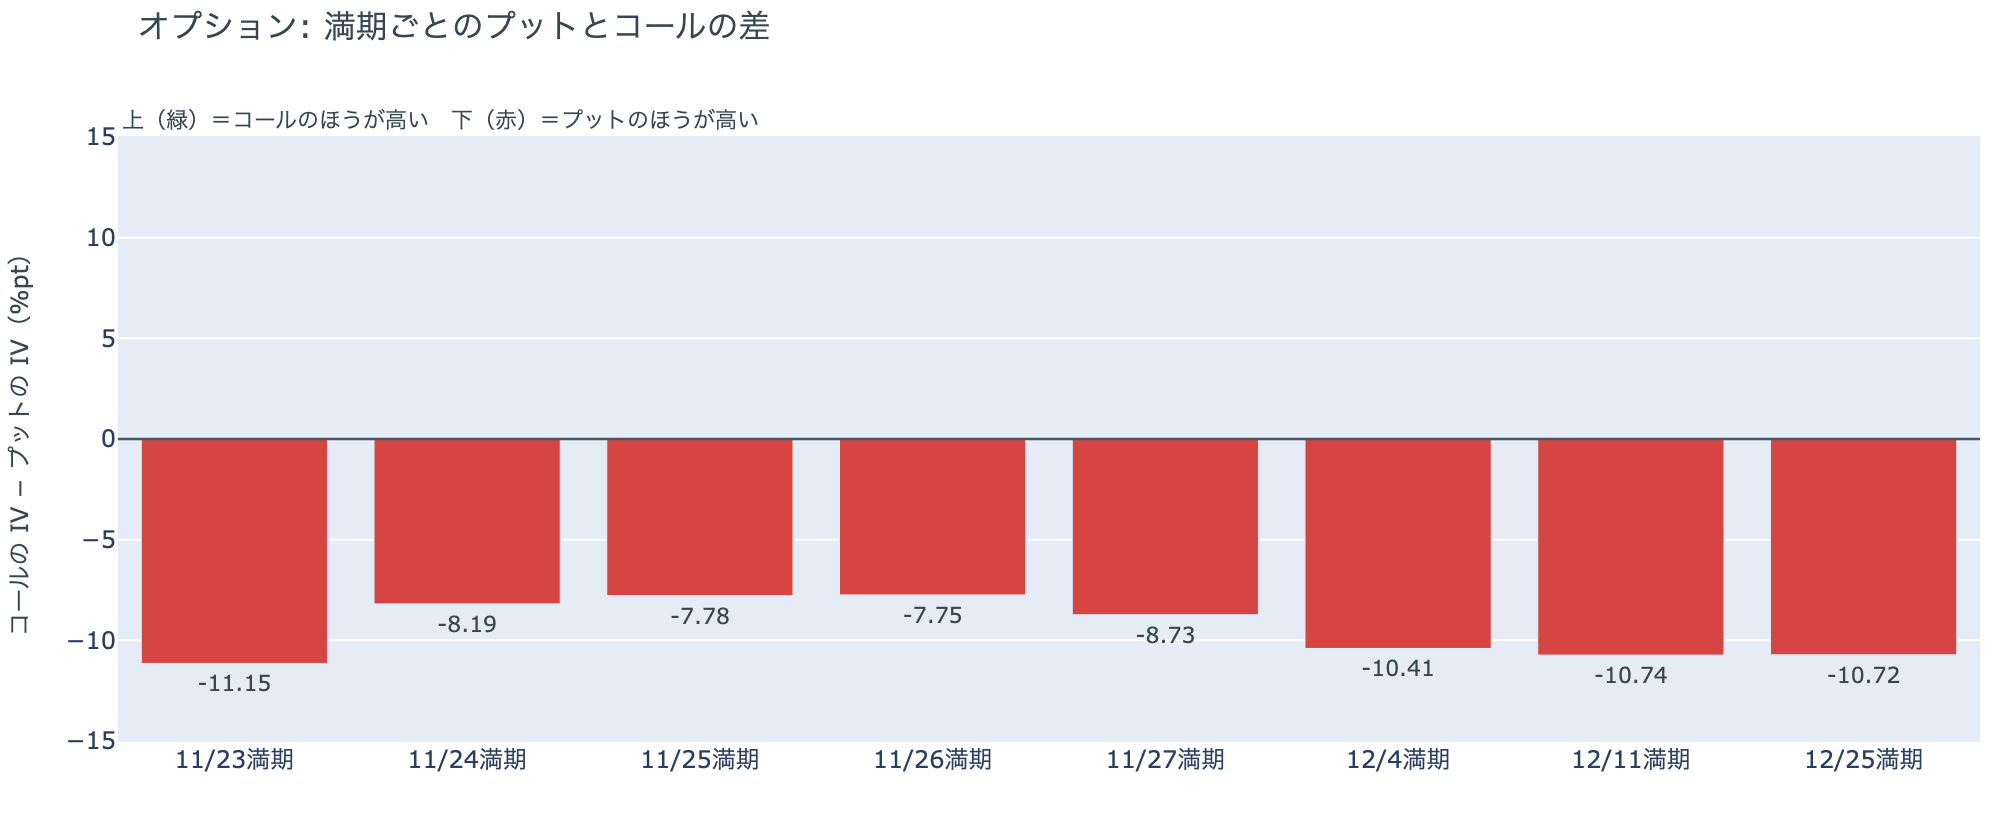 オプション: 満期ごとのプットとコールの差
上（緑）＝コールのほうが高い　下（赤）＝プットのほうが高い
コールの IV − プットの IV（%pt）
15
10
5
0
−5
−10
−15
-11.15
-8.19
-7.78
-7.75
-8.73
-10.41
-10.74
-10.72
11/23満期
11/24満期
11/25満期
11/26満期
11/27満期
12/4満期
12/11満期
12/25満期